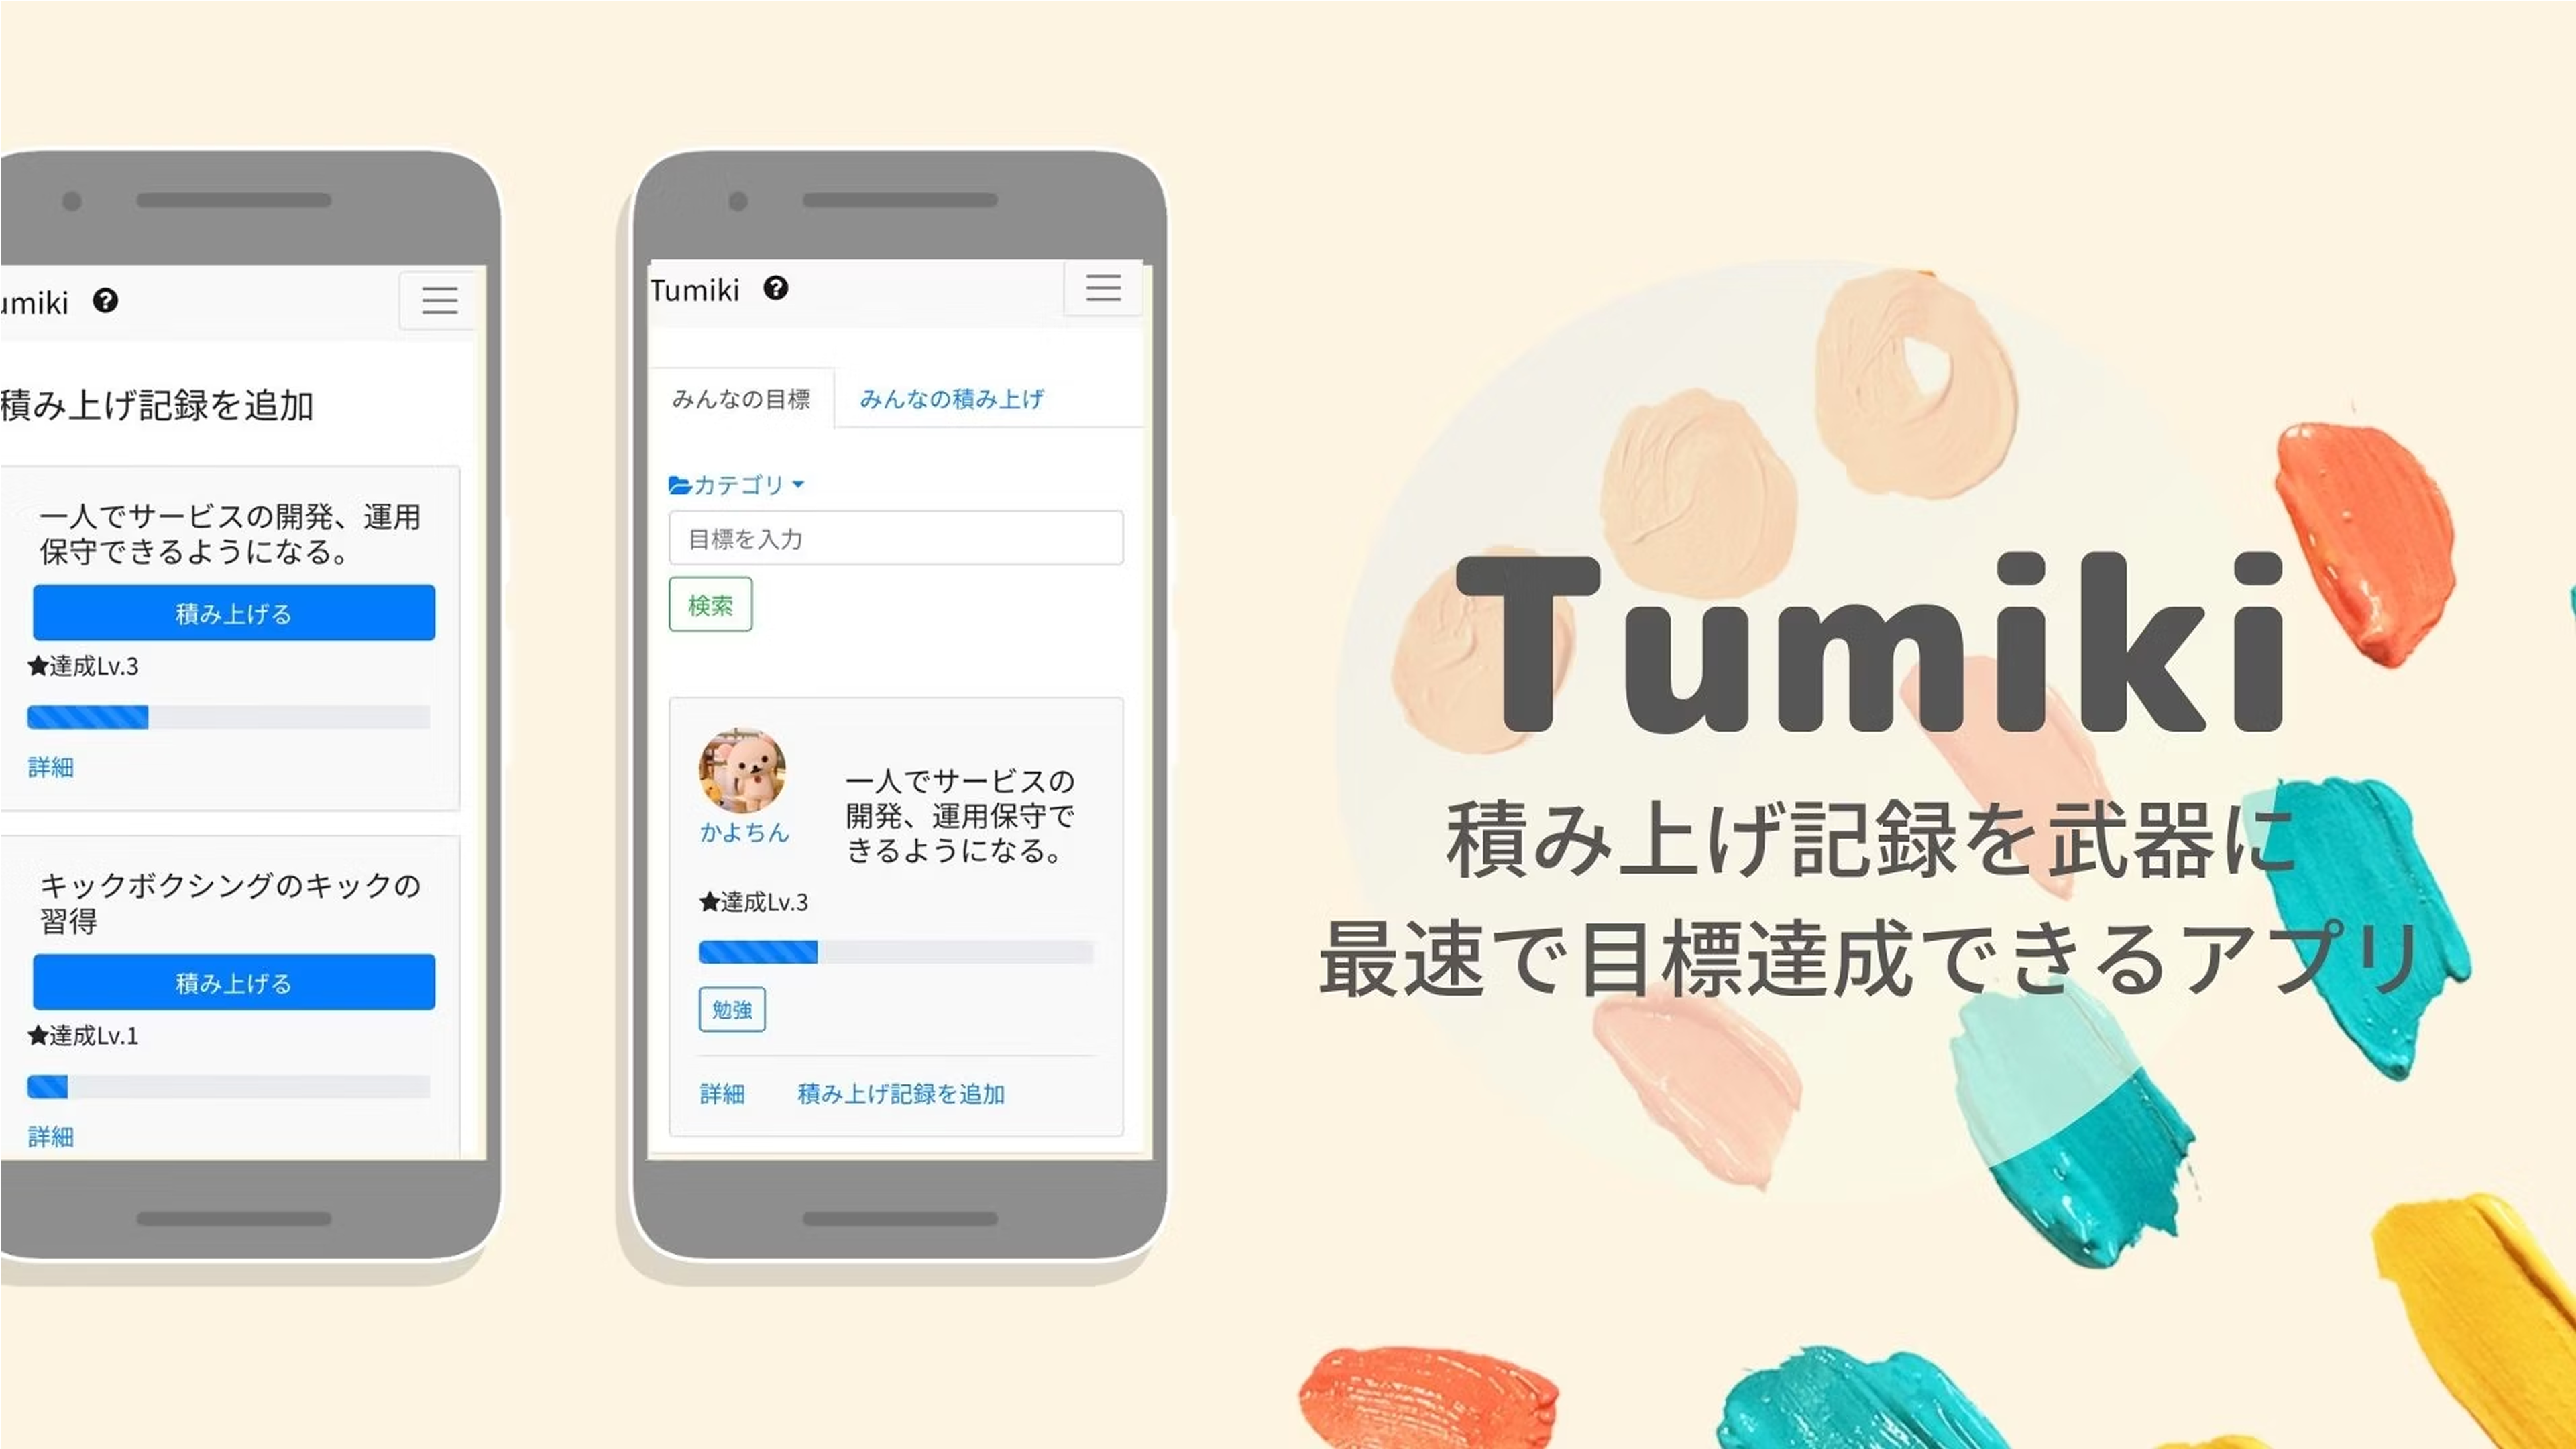 umiki
積み上げ記録を追加
一人でサービスの開発、運用
保守できるようになる。
積み上げる
★達成Lv.3
詳細
キックボクシングのキックの
習得
積み上げる
★達成Lv.1
詳細
Tumiki
みんなの目標
みんなの積み上げ
カテゴリ
目標を入力
検索
かよちん
一人でサービスの
開発、運用保守で
きるようになる。
★達成Lv.3
勉強
詳細
積み上げ記録を追加
Tumiki
積み上げ記録を武器に
最速で目標達成できるアプリ